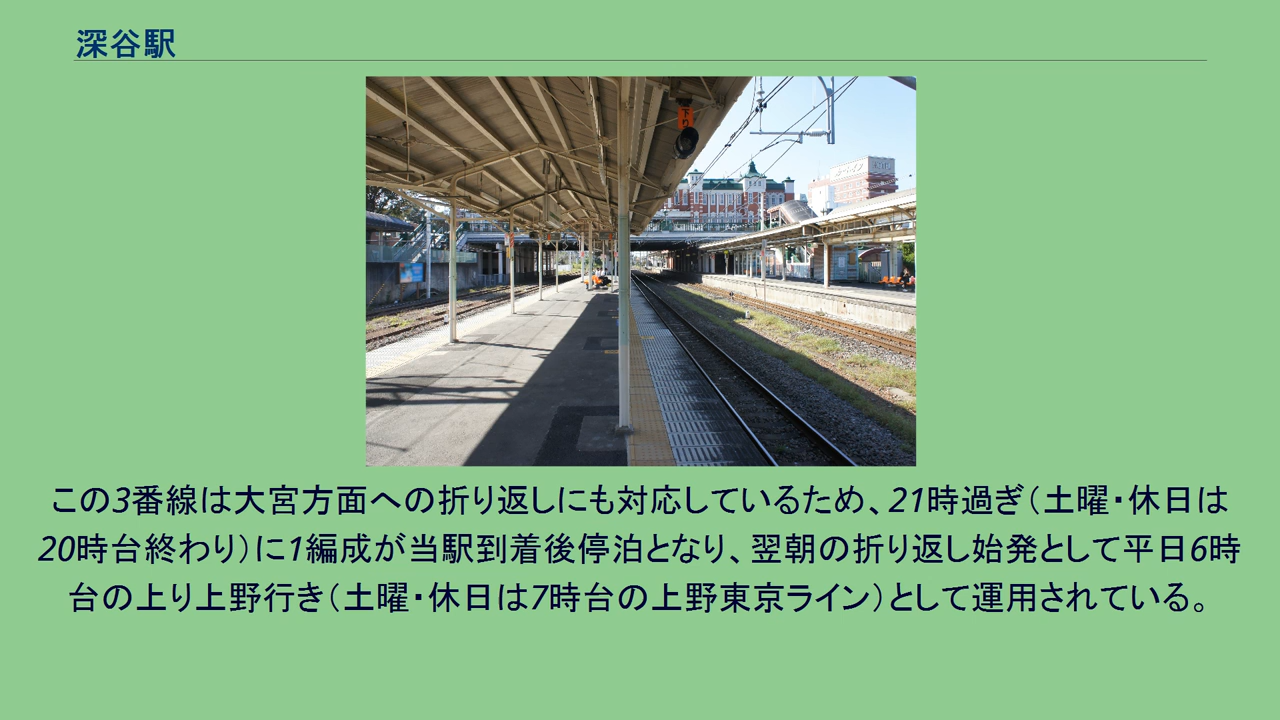 深谷駅
下り
この3番線は大宮方面への折り返しにも対応しているため、21時過ぎ（土曜・休日は
20時台終わり）に1編成が当駅到着後停泊となり、翌朝の折り返し始発として平日6時
台の上り上野行き（土曜・休日は7時台の上野東京ライン）として運用されている。